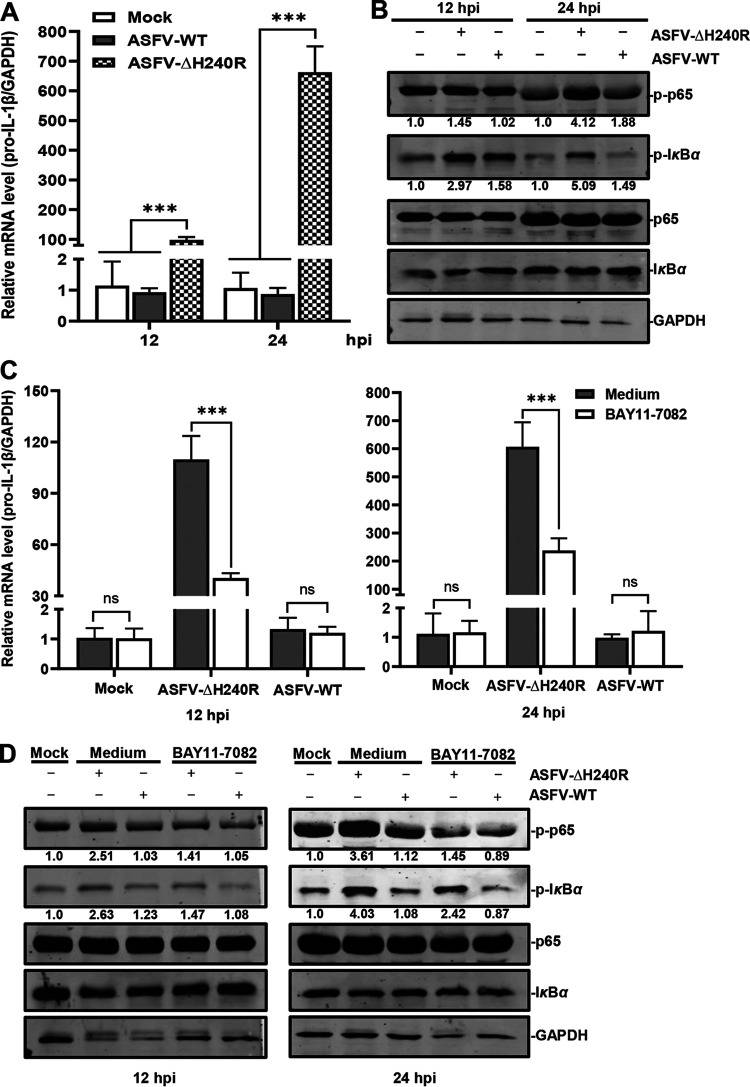 A
Relative mRNA level (pro-IL-1β/GAPDH)
800
700
600
500
400
300
200
100
2
1
0
Mock
ASFV-WT
ASFV-ΔH240R
***
***
12 24 hpi
B
12 hpi 24 hpi
– + – – + – ASFV-ΔH240R
– – + – – + ASFV-WT
-p-p65
1.0 1.45 1.02 1.0 4.12 1.88
-p-IκBα
1.0 2.97 1.58 1.0 5.09 1.49
-p65
-IκBα
-GAPDH
C
Relative mRNA level (pro-IL-1β/GAPDH)
150
120
90
60
30
2
1
0
ns
***
ns
Mock ASFV-ΔH240R ASFV-WT
12 hpi
800
700
600
500
400
300
200
100
2
1
0
Medium
BAY11-7082
ns
***
ns
Mock ASFV-ΔH240R ASFV-WT
24 hpi
D
Mock Medium BAY11-7082 Mock Medium BAY11-7082
– + – + – – + – + – ASFV-ΔH240R
– – + – + – – + – + ASFV-WT
-p-p65
1.0 2.51 1.03 1.41 1.05 1.0 3.61 1.12 1.45 0.89
-p-IκBα
1.0 2.63 1.23 1.47 1.08 1.0 4.03 1.08 2.42 0.87
-p65
-IκBα
-GAPDH
12 hpi 24 hpi